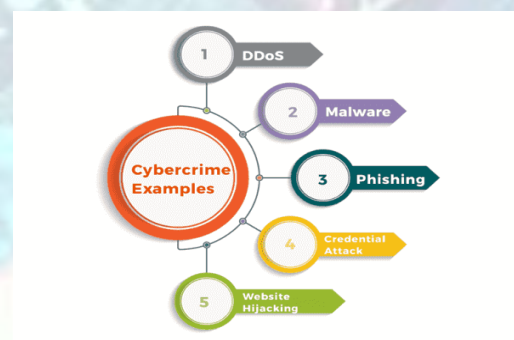 1
DDoS
2
Malware
Cybercrime
Examples
3
Phishing
4
Credential
Attack
5
Website
Hijacking